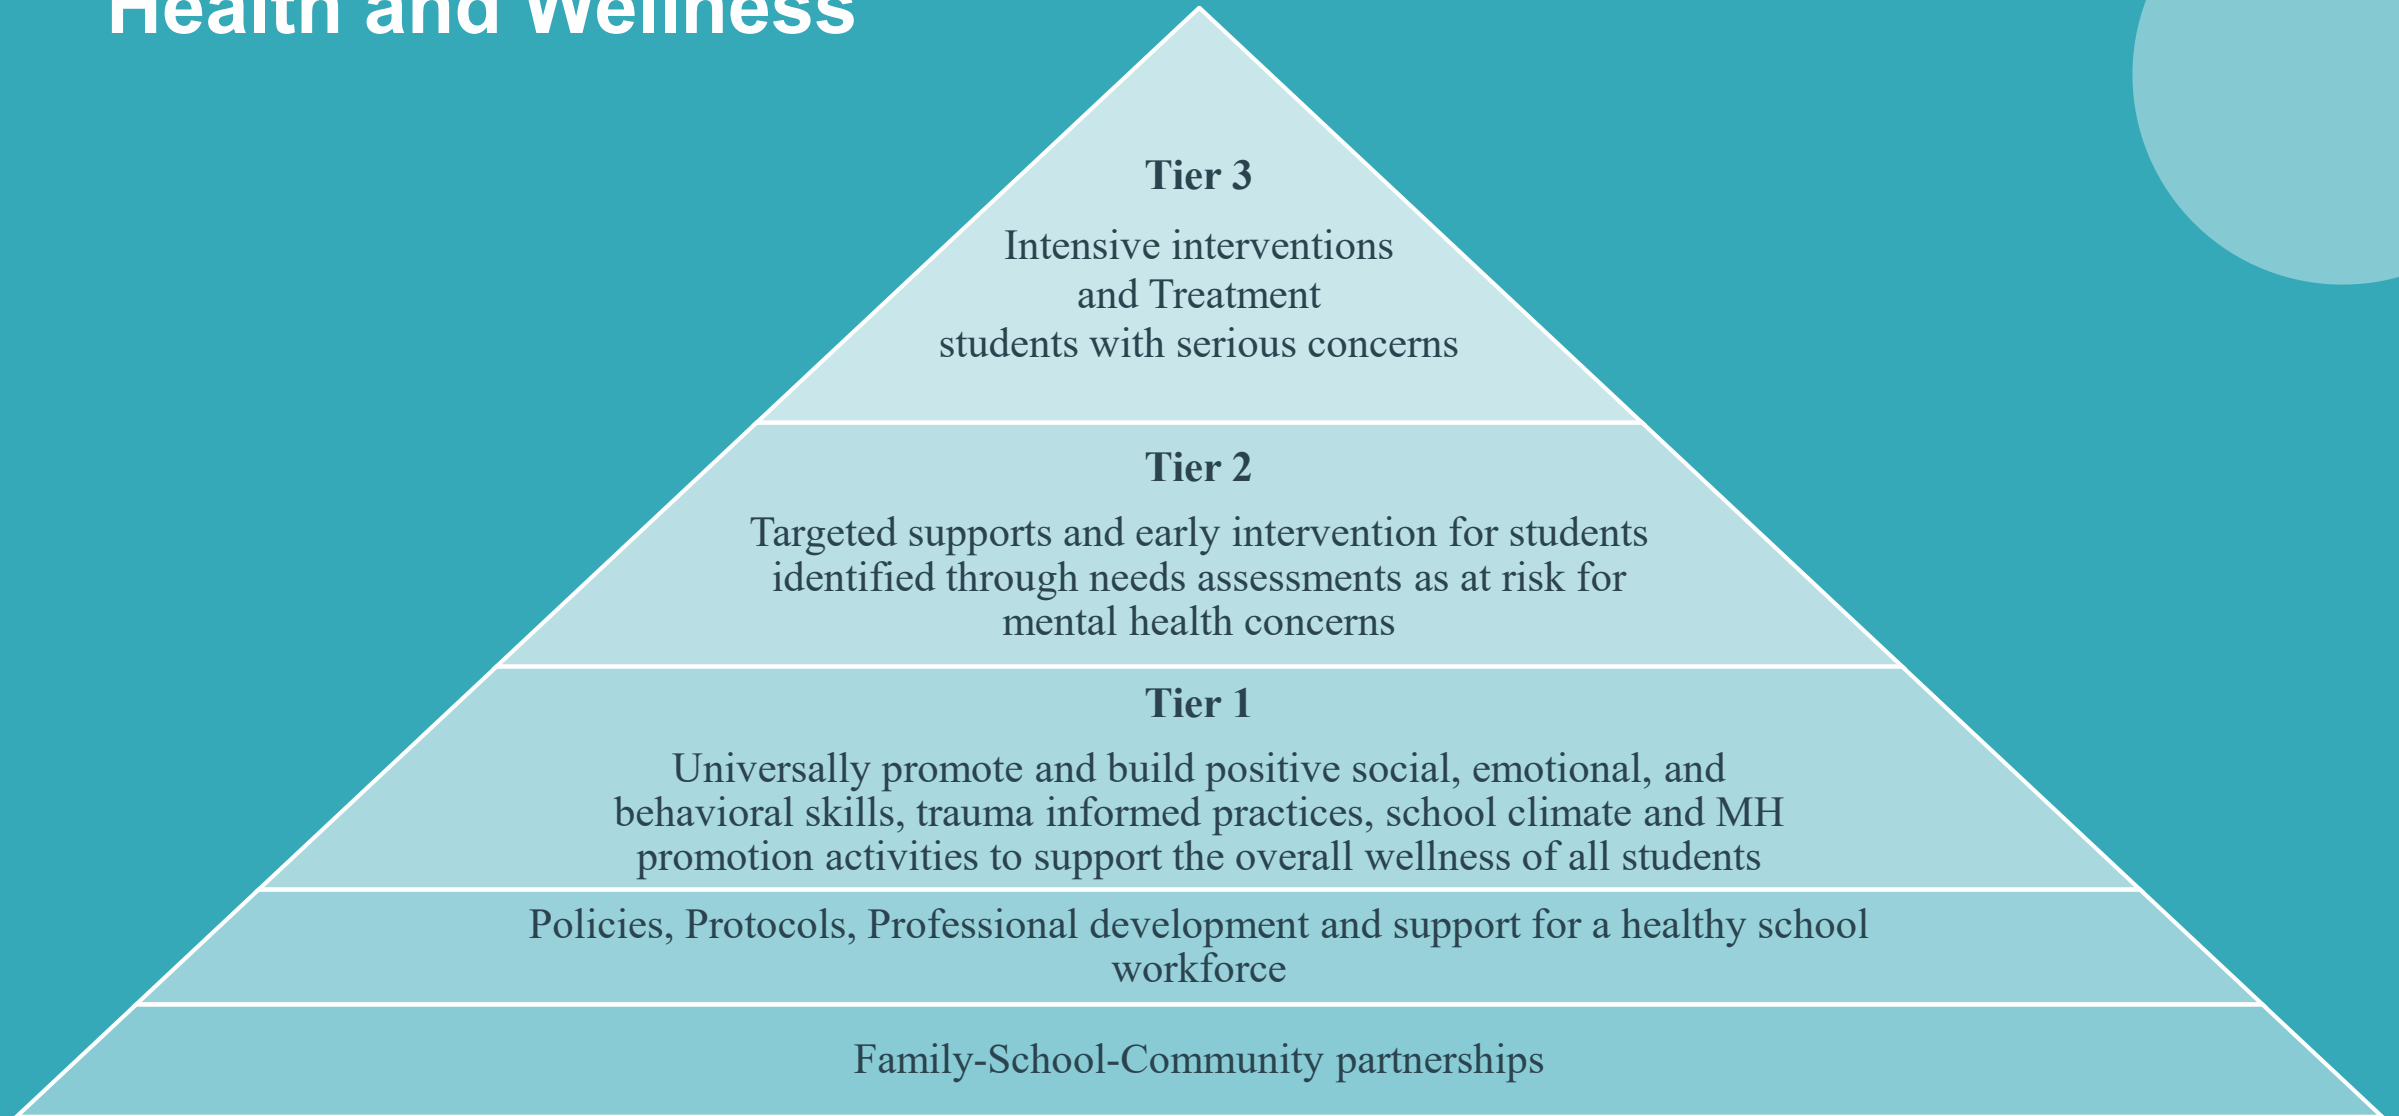 Health and Wellness
Tier 3
Intensive interventions
and Treatment
students with serious concerns
Tier 2
Targeted supports and early intervention for students
identified through needs assessments as at risk for
mental health concerns
Tier 1
Universally promote and build positive social, emotional, and
behavioral skills, trauma informed practices, school climate and MH
promotion activities to support the overall wellness of all students
Policies, Protocols, Professional development and support for a healthy school
workforce
Family-School-Community partnerships